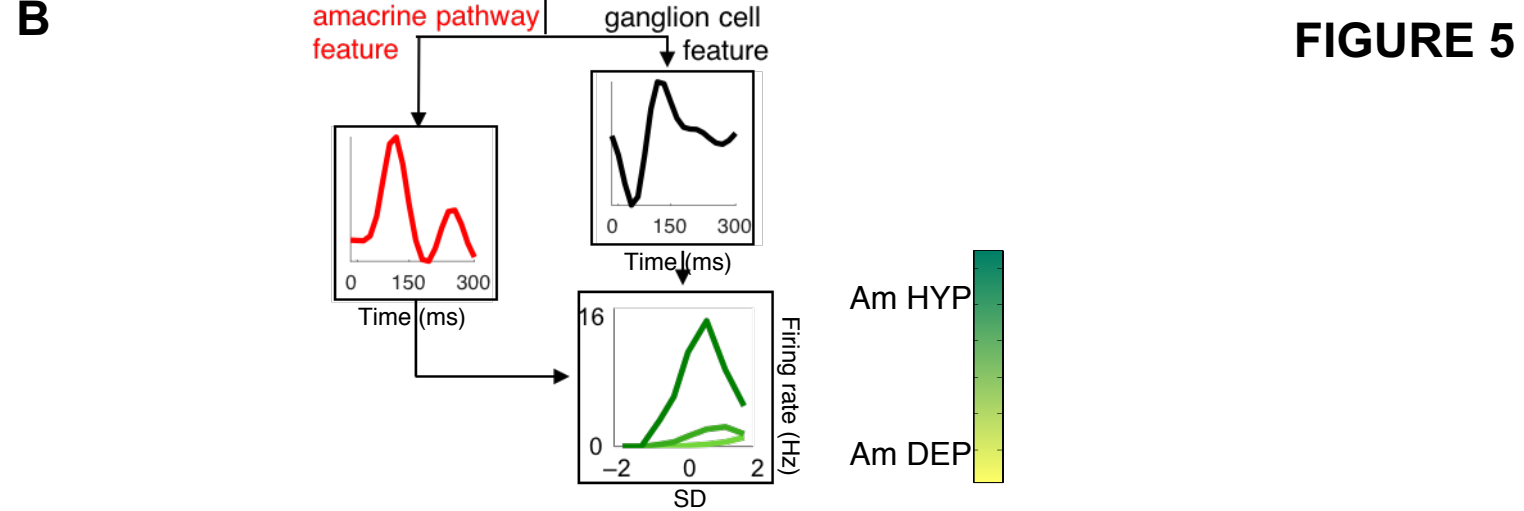 B
FIGURE 5
amacrine pathway
feature
ganglion cell
feature
0 150 300
Time (ms)
0 150 300
Time (ms)
16
0
−2 0 2
SD
Firing rate (Hz)
Am HYP
Am DEP